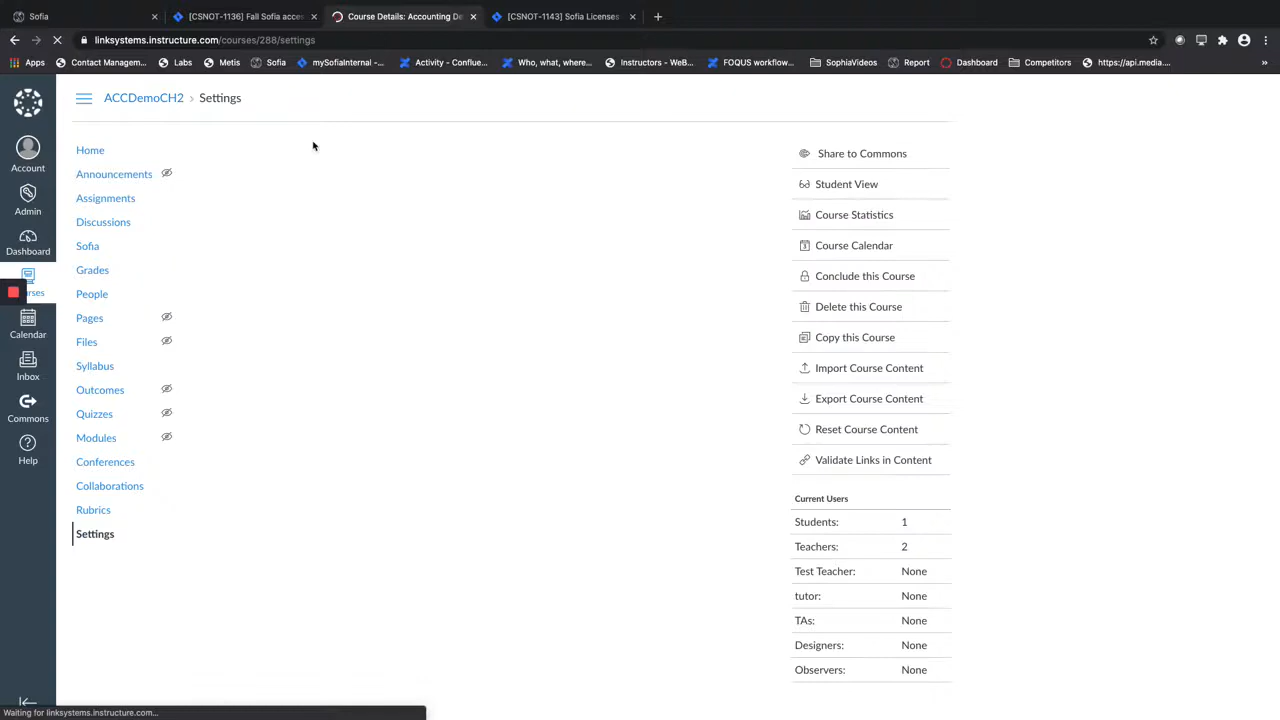 Sofia
[CSNOT-1136] Fall Sofia acces
Course Details: Accounting De
[CSNOT-1143] Sofia Licenses
linksystems.instructure.com/courses/288/settings
Apps
Contact Managem...
Labs
Metis
Sofia
mySofiaInternal -...
Activity - Conflue...
Who, what, where...
Instructors - WeB...
FOQUS workflow...
SophiaVideos
Report
Dashboard
Competitors
https://api.media....
»
ACCDemoCH2 › Settings
Account
Admin
Dashboard
urses
Calendar
Inbox
Commons
Help
Home
Announcements
Assignments
Discussions
Sofia
Grades
People
Pages
Files
Syllabus
Outcomes
Quizzes
Modules
Conferences
Collaborations
Rubrics
Settings
Share to Commons
Student View
Course Statistics
Course Calendar
Conclude this Course
Delete this Course
Copy this Course
Import Course Content
Export Course Content
Reset Course Content
Validate Links in Content
Current Users
Students: 1
Teachers: 2
Test Teacher: None
tutor: None
TAs: None
Designers: None
Observers: None
Waiting for linksystems.instructure.com...